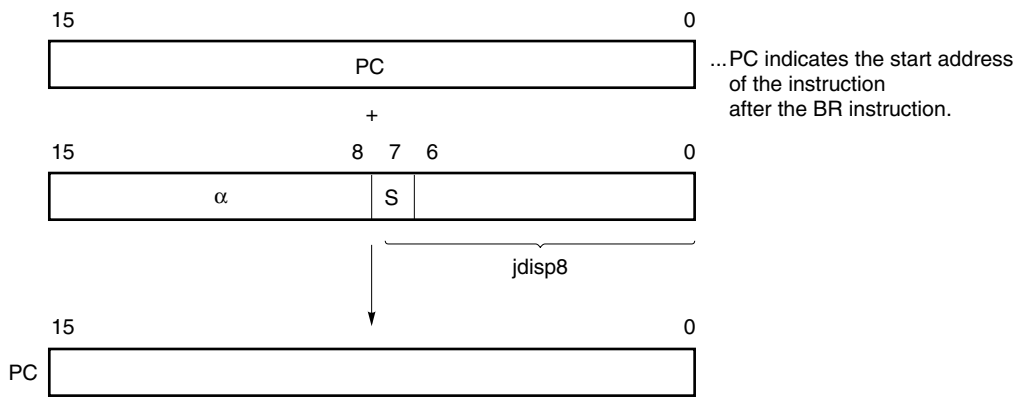 15 0
PC
...PC indicates the start address
of the instruction
after the BR instruction.
+
15 8 7 6 0
α S
jdisp8
15 0
PC